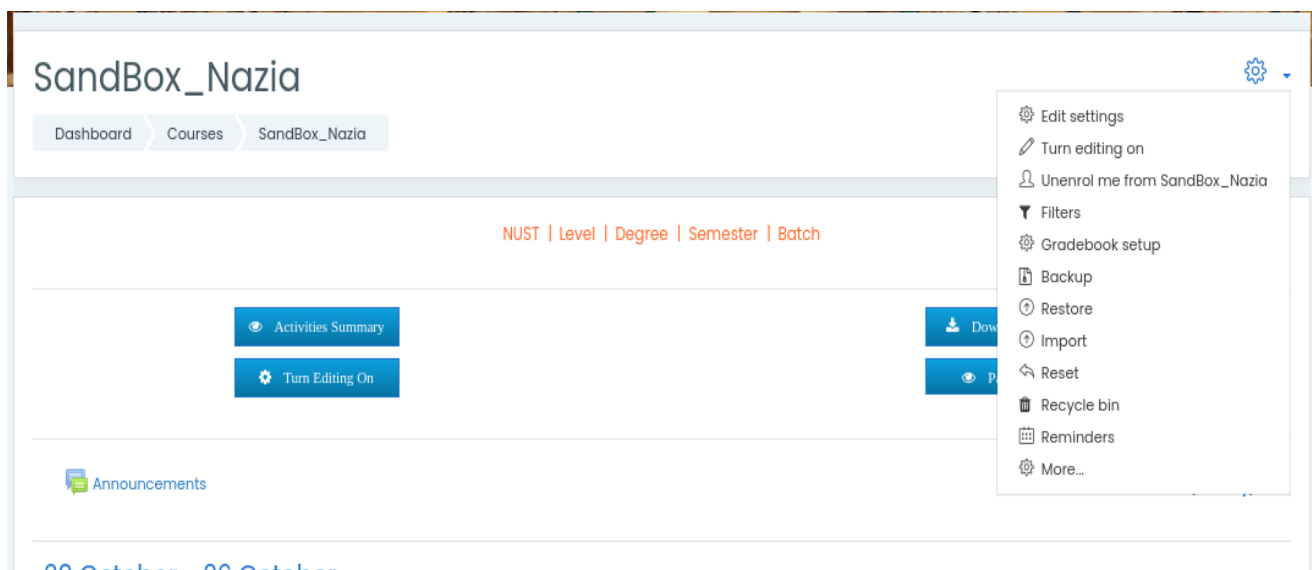 SandBox_Nazia
Dashboard Courses SandBox_Nazia
Edit settings
Turn editing on
Unenrol me from SandBox_Nazia
Filters
Gradebook setup
Backup
Restore
Import
Reset
Recycle bin
Reminders
More...
NUST | Level | Degree | Semester | Batch
Activities Summary
Turn Editing On
Announcements